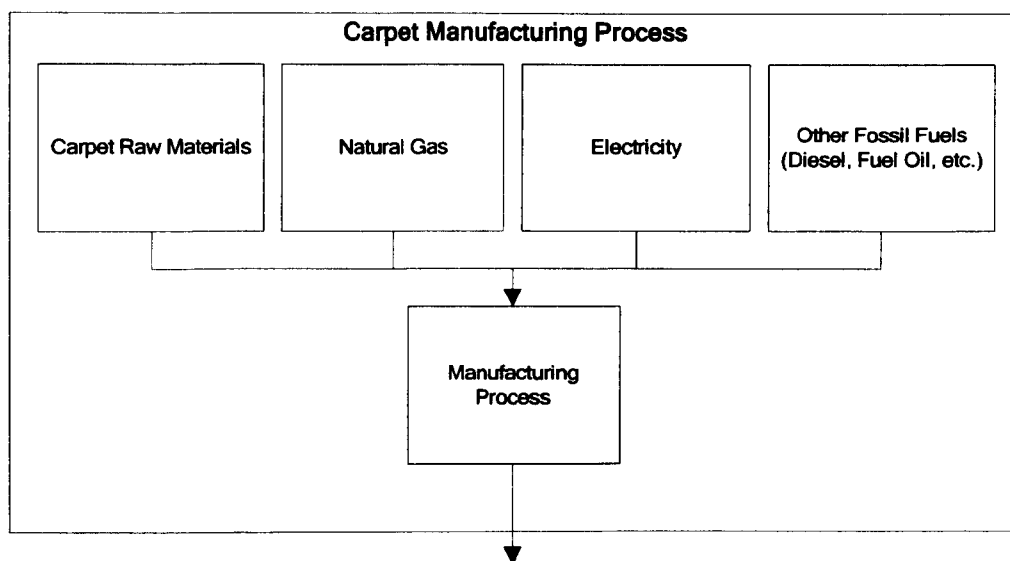 Carpet Manufacturing Process
Carpet Raw Materials
Natural Gas
Electricity
Other Fossil Fuels
(Diesel, Fuel Oil, etc.)
Manufacturing
Process